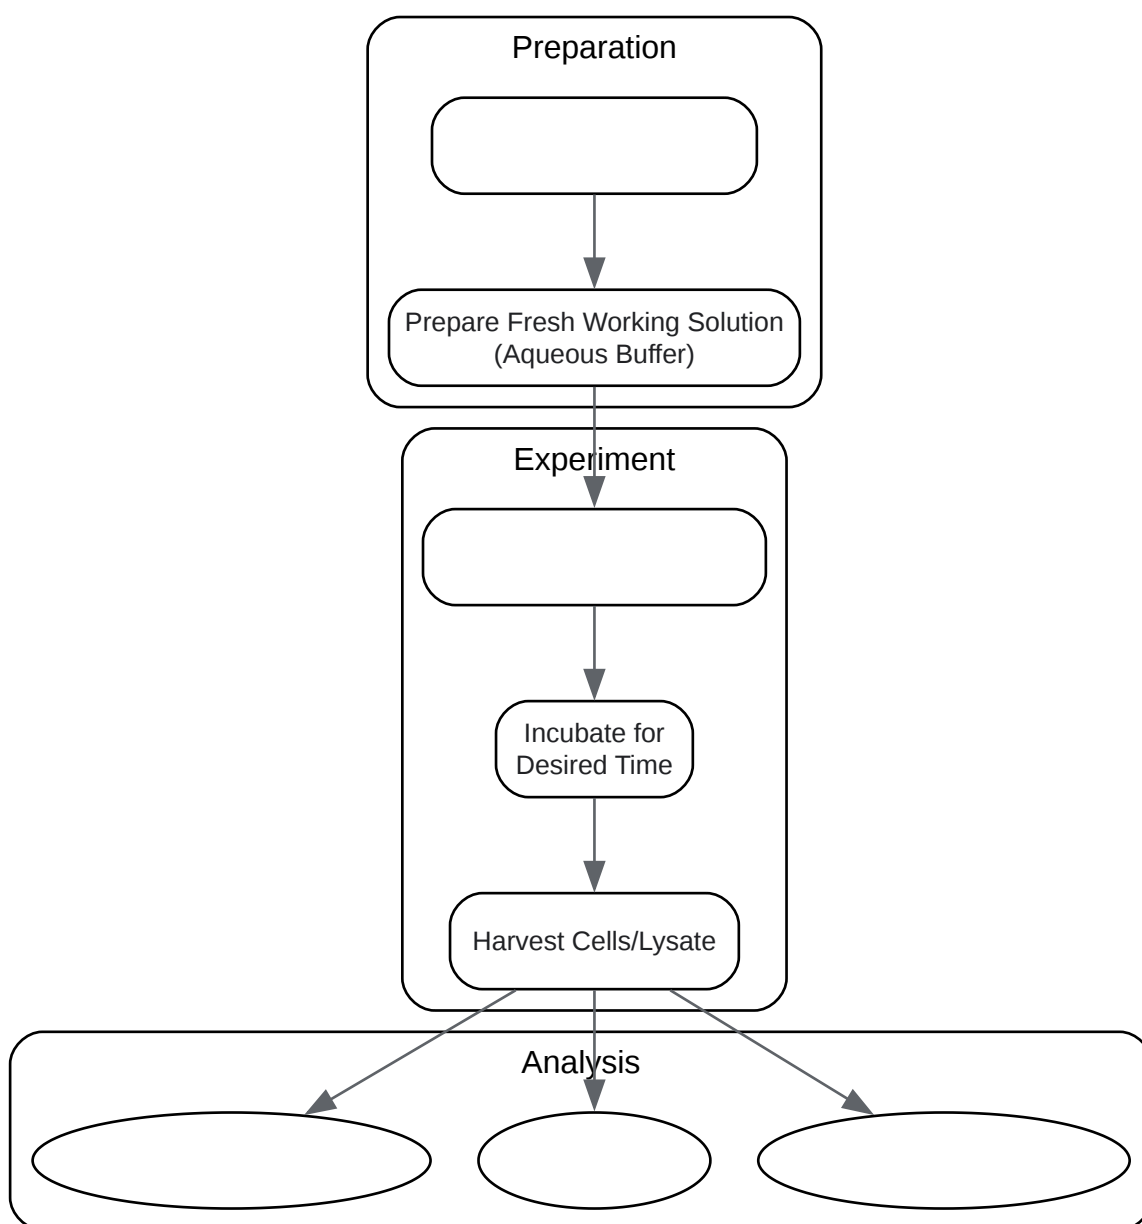 Preparation
Prepare Fresh Working Solution
(Aqueous Buffer)
Experiment
Incubate for
Desired Time
Harvest Cells/Lysate
Analysis